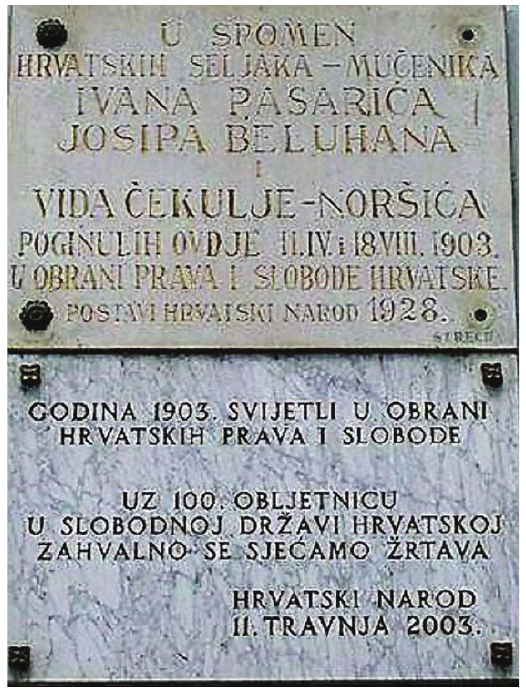 U SPOMEN
HRVATSKIH SELJAKA – MUČENIKA
IVANA PASARIĆA
JOSIPA BELUHANA
I
VIDA ČEKULJE-NORŠIĆA
POGINULIH OVDJE 11.IV. i 18.VIII. 1903.
U OBRANI PRAVA I SLOBODE HRVATSKE.
POSTAVI HRVATSKI NAROD 1928.
GODINA 1903. SVIJETLI U OBRANI
HRVATSKIH PRAVA I SLOBODE
UZ 100. OBLJETNICU
U SLOBODNOJ DRŽAVI HRVATSKOJ
ZAHVALNO SE SJEĆAMO ŽRTAVA
HRVATSKI NAROD
11. TRAVNJA 2003.